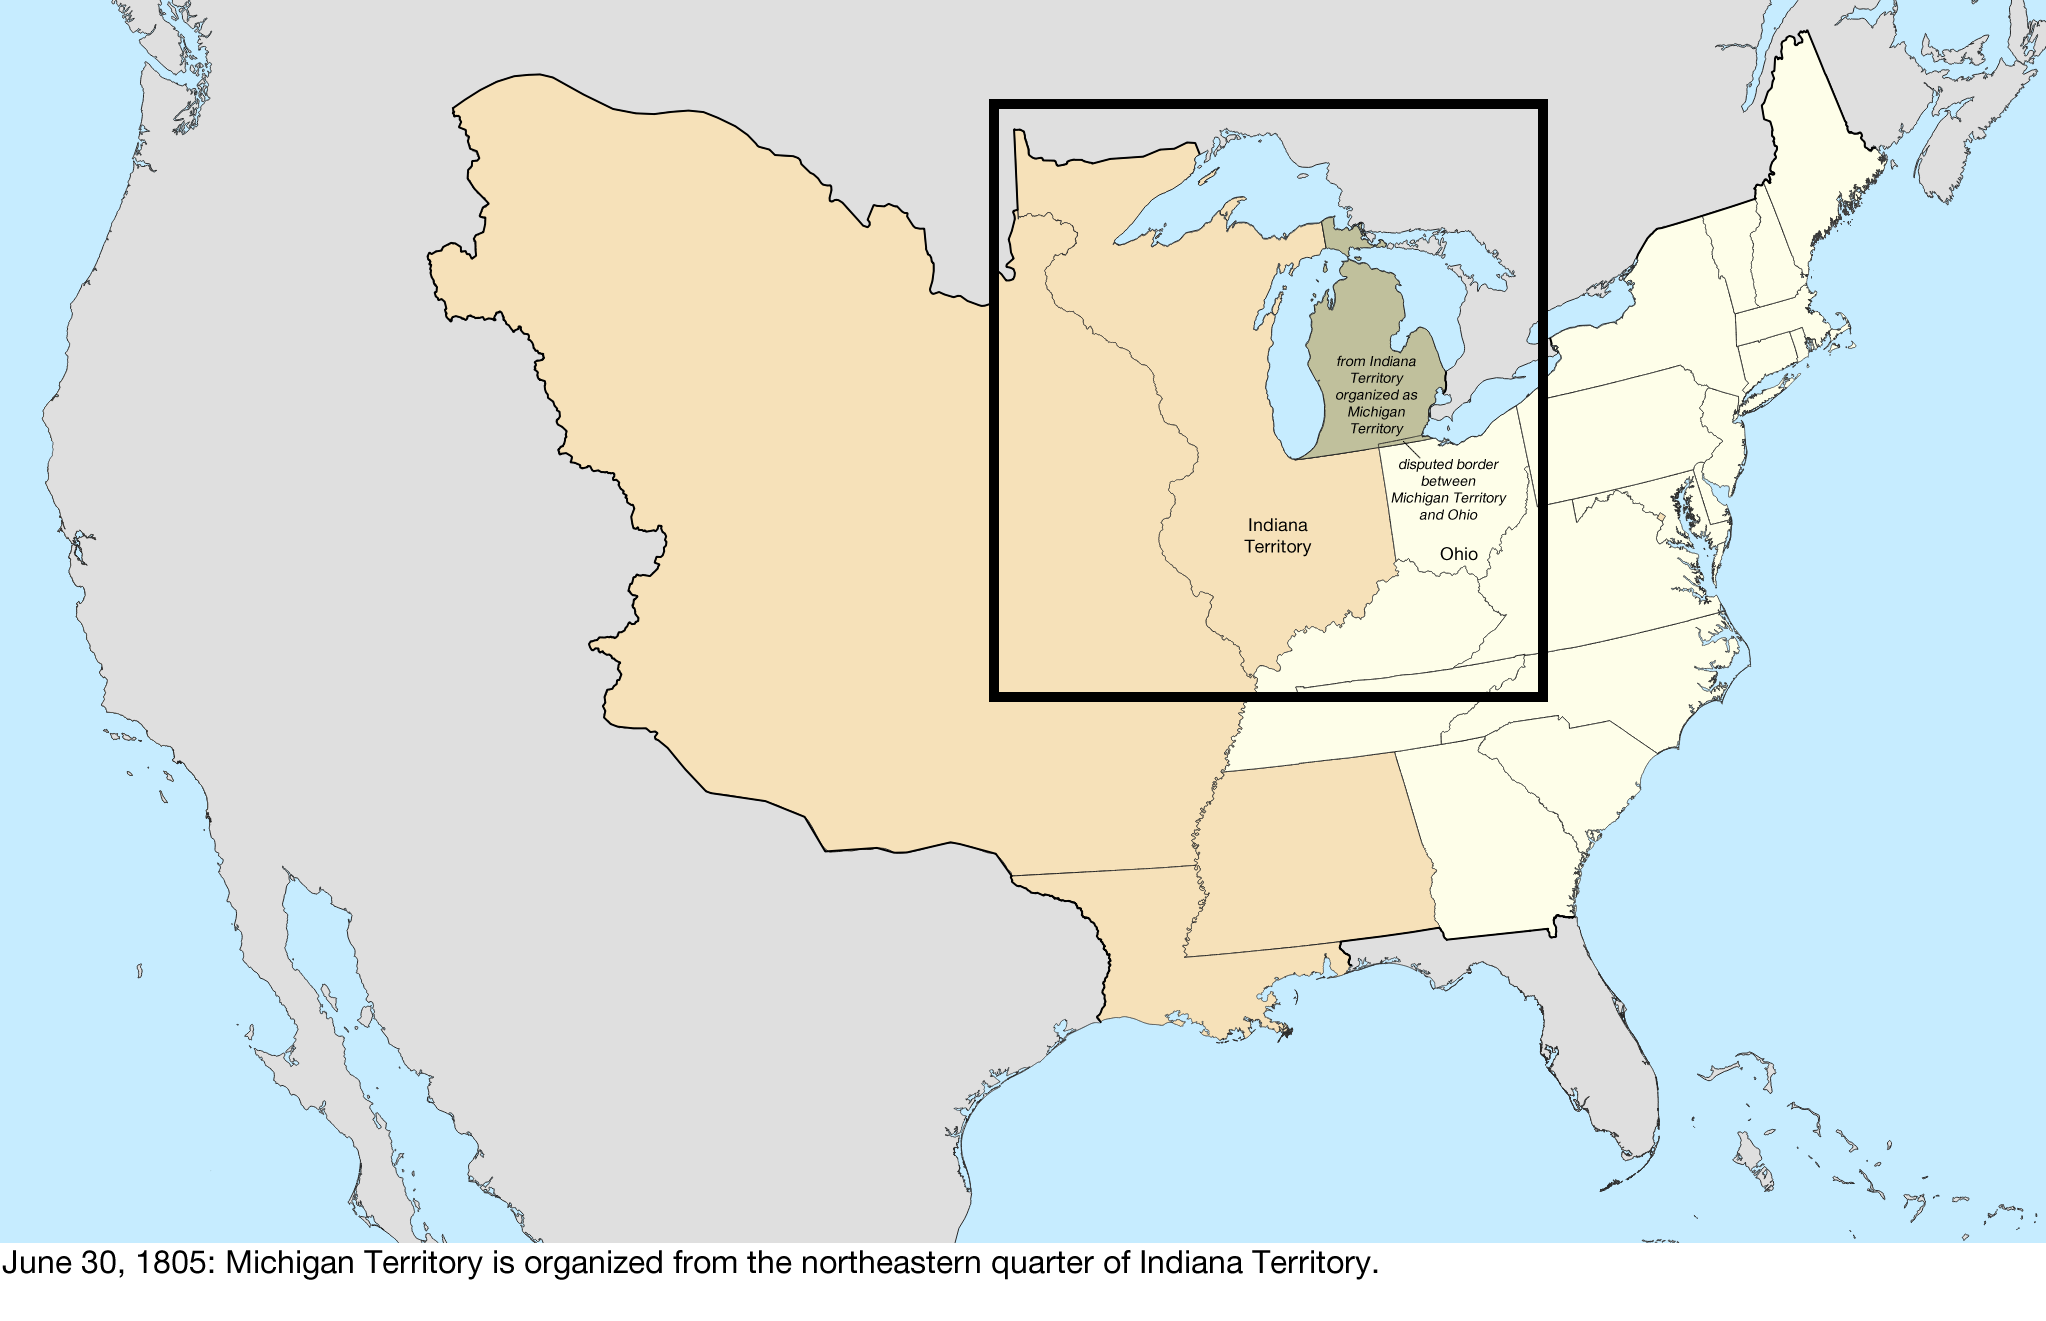 from Indiana
Territory
organized as
Michigan
Territory
disputed border
between
Michigan Territory
and Ohio
Indiana
Territory
Ohio
June 30, 1805: Michigan Territory is organized from the northeastern quarter of Indiana Territory.